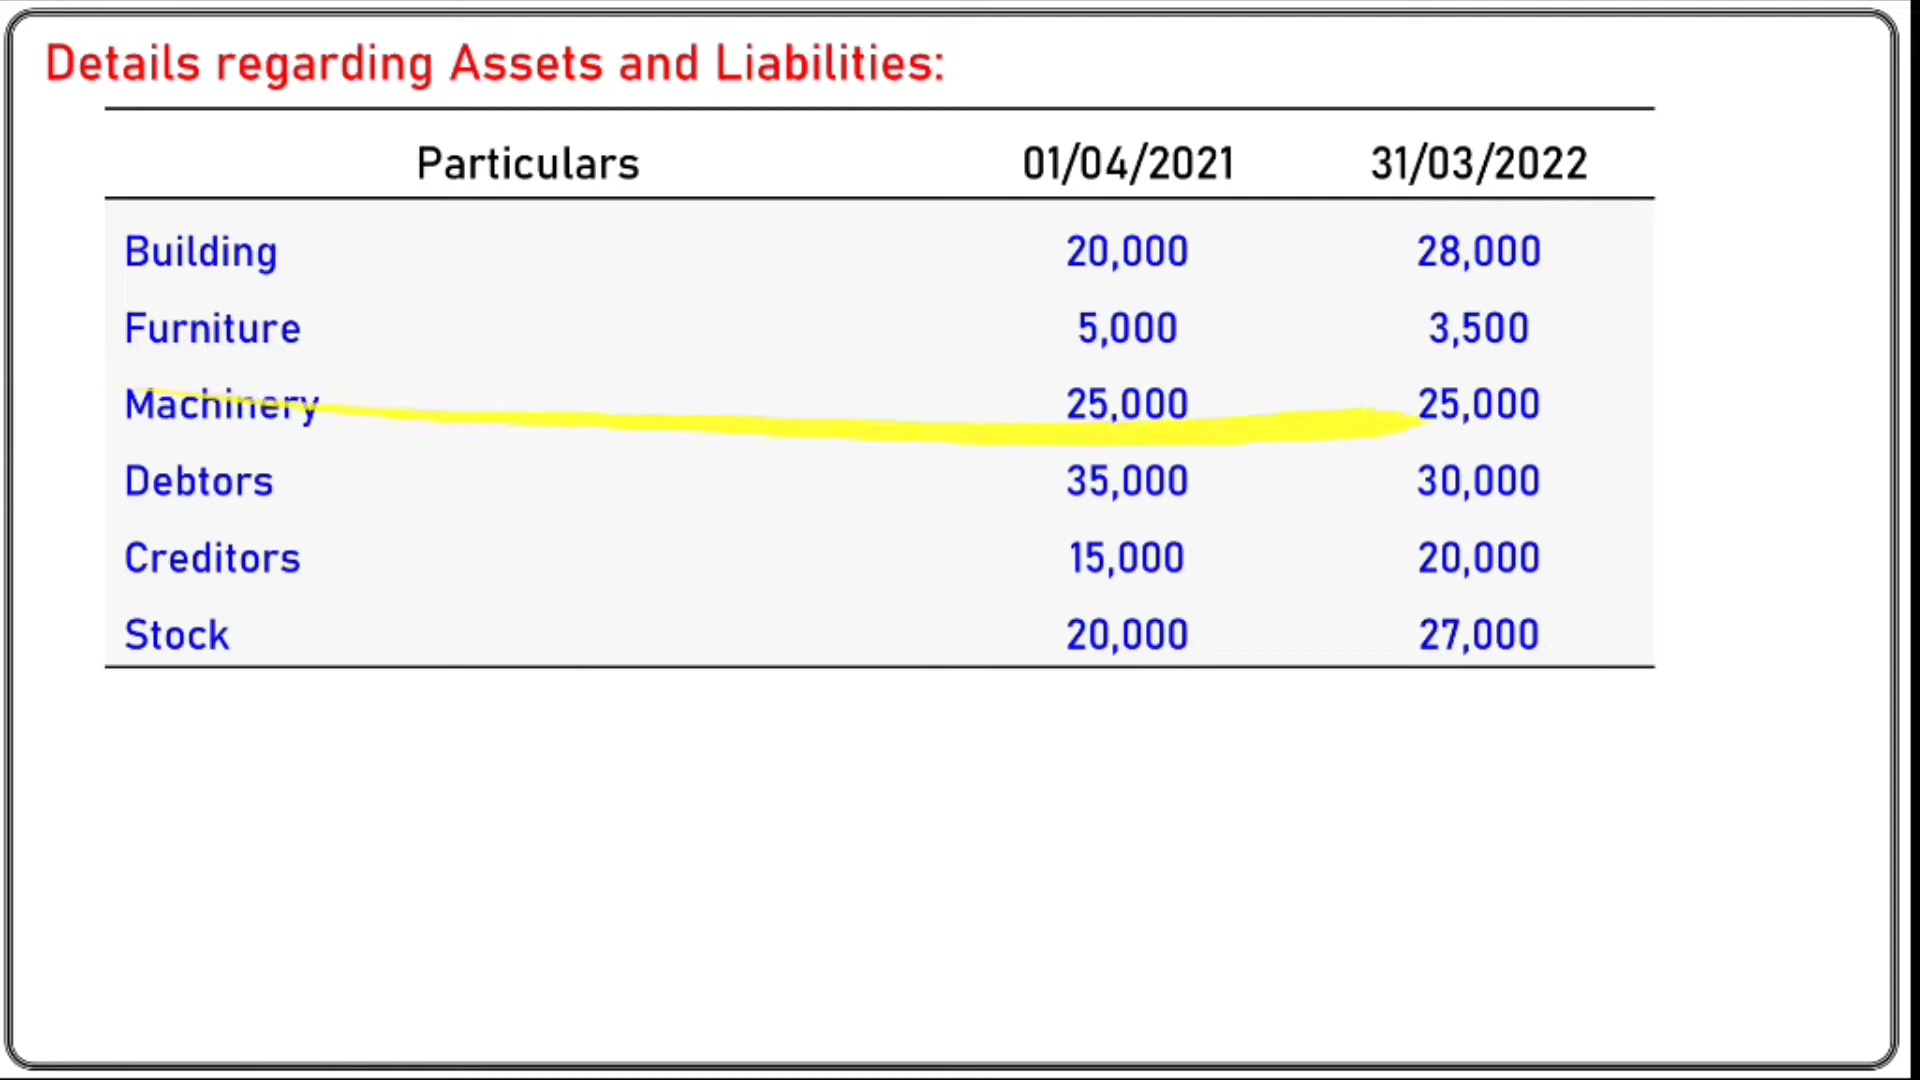 Details regarding Assets and Liabilities:
Particulars 01/04/2021 31/03/2022
Building 20,000 28,000
Furniture 5,000 3,500
Machinery 25,000 25,000
Debtors 35,000 30,000
Creditors 15,000 20,000
Stock 20,000 27,000